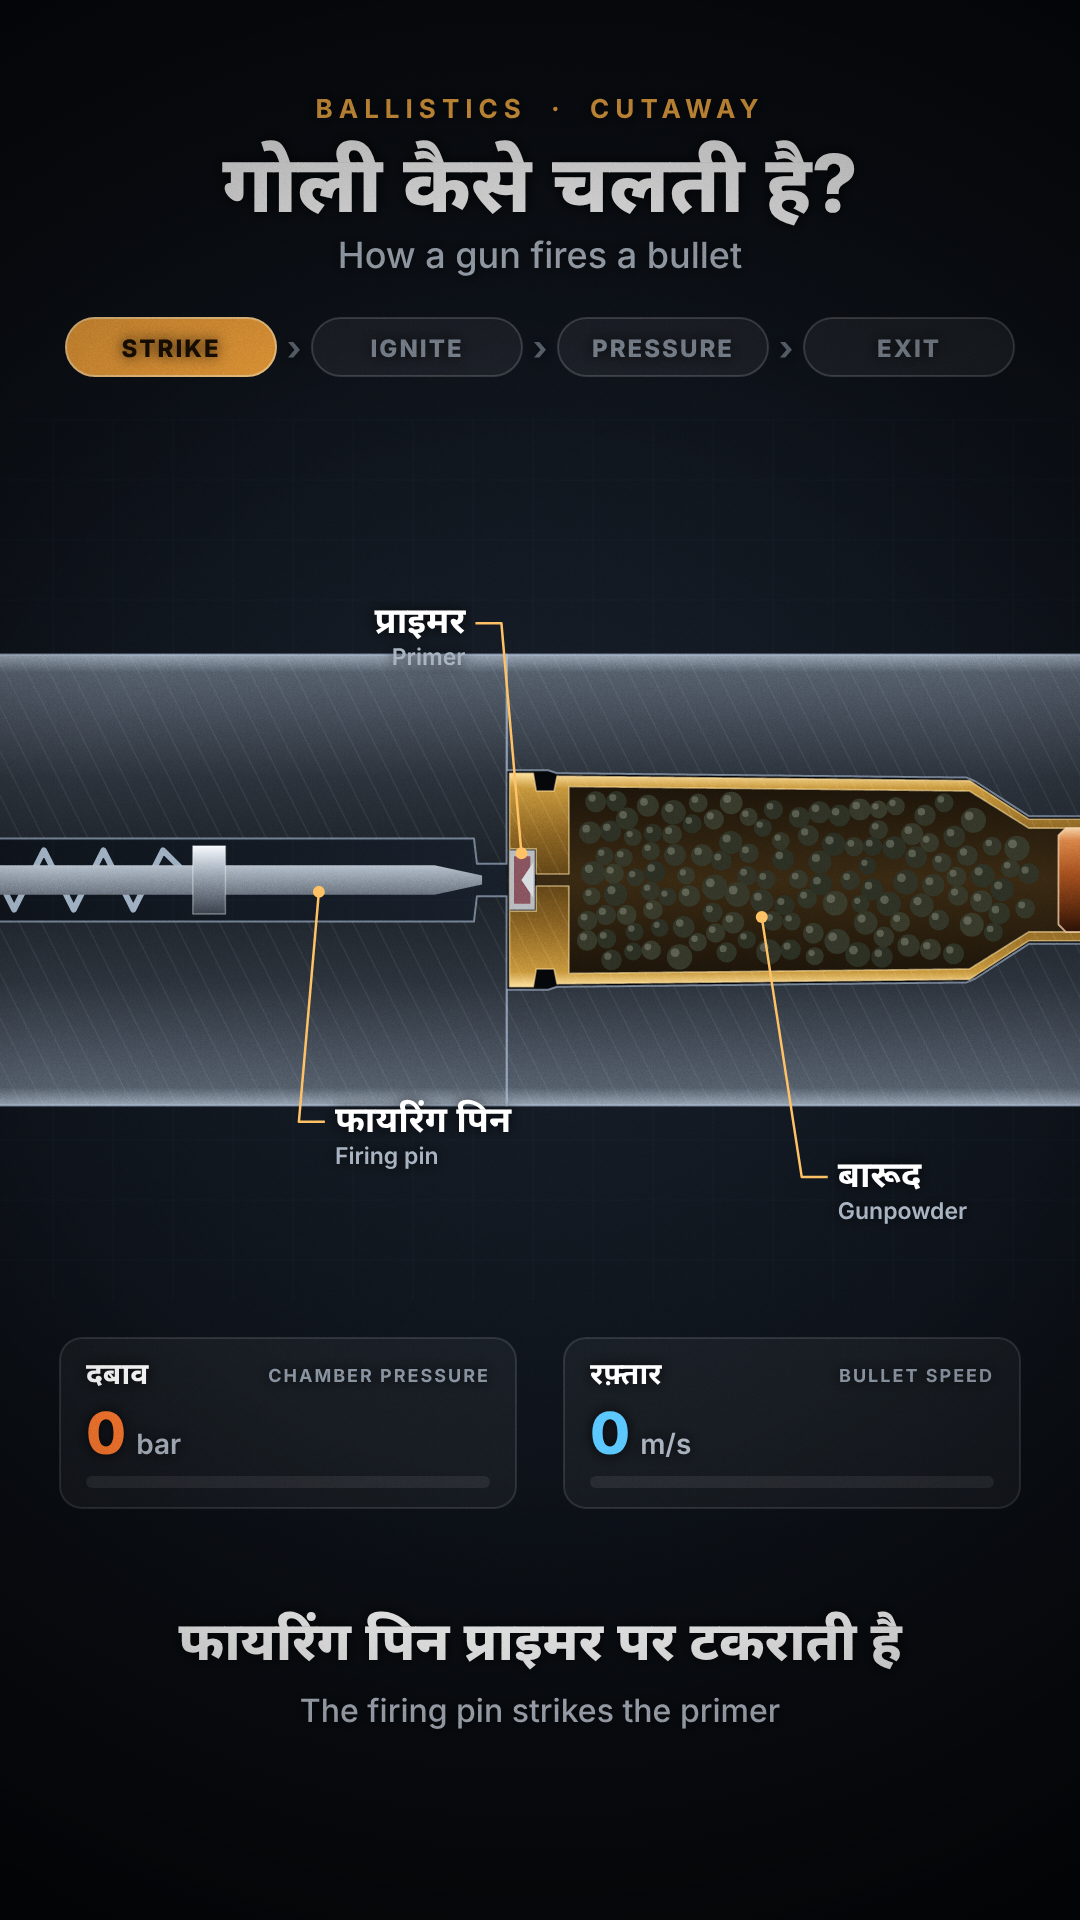 BALLISTICS · CUTAWAY
गोली कैसे चलती है?
How a gun fires a bullet
STRIKE › IGNITE › PRESSURE › EXIT
प्राइमर
Primer
फायरिंग पिन
Firing pin
बारूद
Gunpowder
दबाव CHAMBER PRESSURE
0 bar
रफ़्तार BULLET SPEED
0 m/s
फायरिंग पिन प्राइमर पर टकराती है
The firing pin strikes the primer